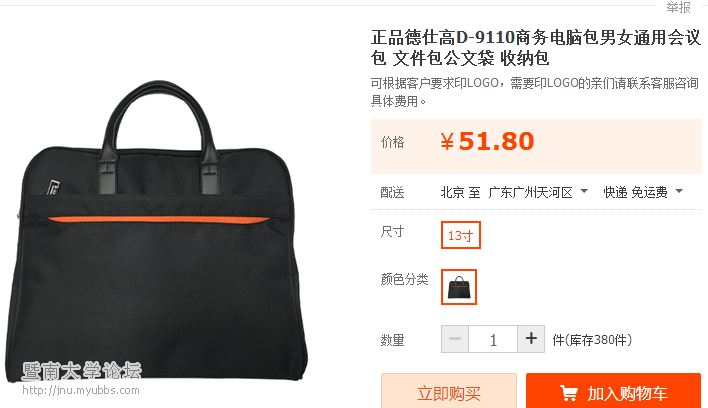 举报
正品德仕高D-9110商务电脑包男女通用会议
包 文件包公文袋 收纳包
可根据客户要求印LOGO，需要印LOGO的亲们请联系客服咨询
具体费用。
价格 ￥51.80
配送 北京 至 广东广州天河区 快递 免运费
尺寸 13寸
颜色分类
数量 － 1 + 件(库存380件)
立即购买 加入购物车
暨南大学论坛
http://jnu.myubbs.com